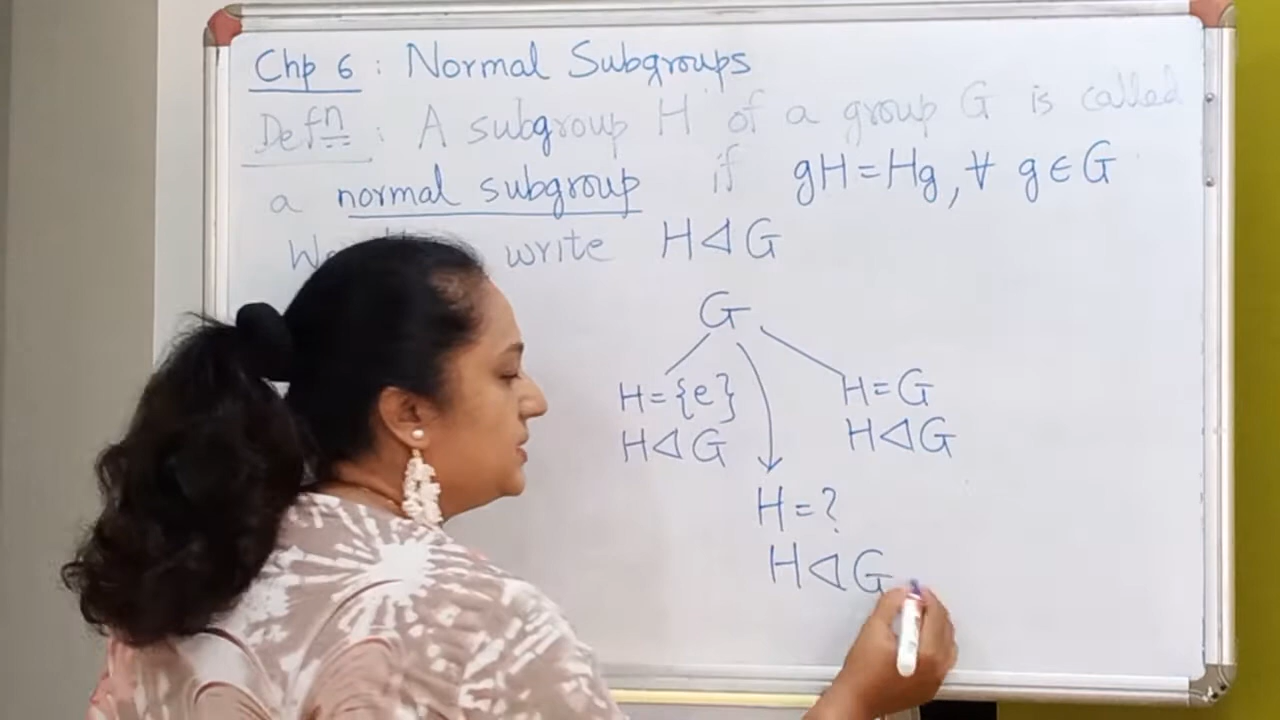 Chp 6 : Normal Subgroups
Defn : A subgroup H of a group G is called
a normal subgroup if gH = Hg, ∀ g ∈ G
write H ⊲ G
G
H = {e} H = G
H ⊲ G H ⊲ G
H = ?
H ⊲ G